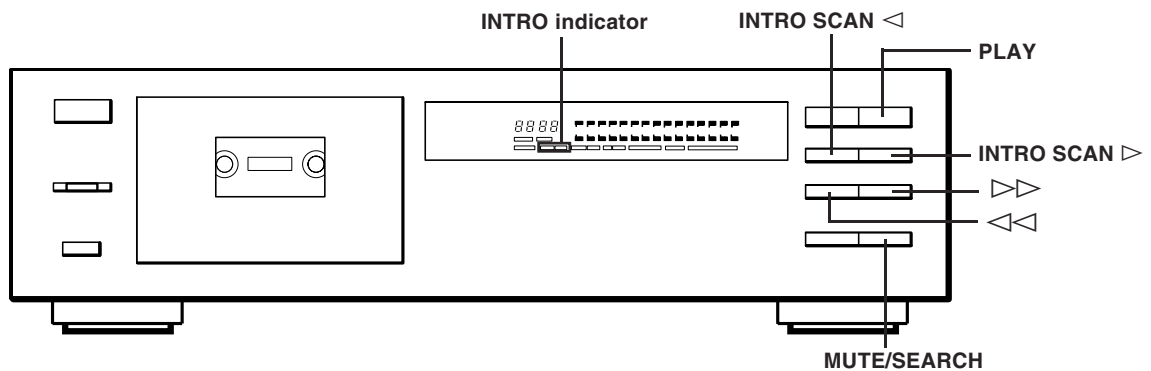 INTRO indicator
INTRO SCAN ◁
PLAY
INTRO SCAN ▷
▷▷
◁◁
MUTE/SEARCH